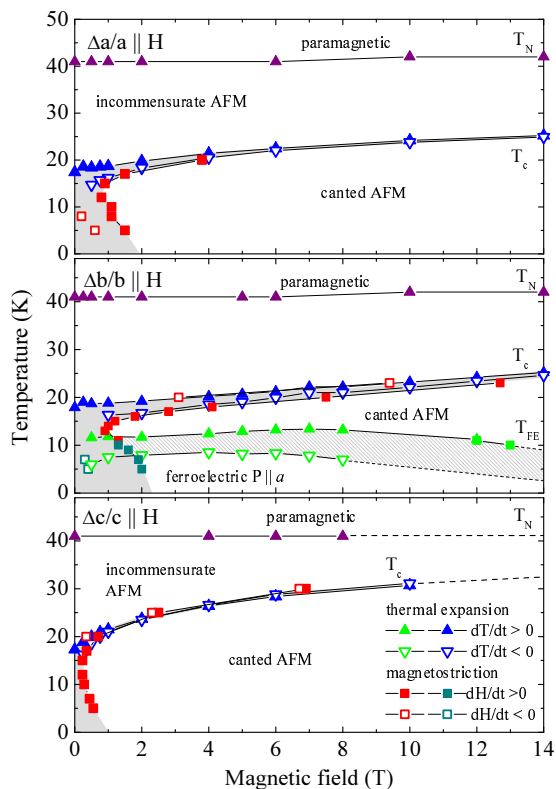 Δa/a || H
paramagnetic
T_N
incommensurate AFM
T_c
canted AFM
50
40
30
20
10
0
Δb/b || H
paramagnetic
T_N
T_c
canted AFM
T_FE
ferroelectric P || a
40
30
20
10
0
Temperature (K)
Δc/c || H
paramagnetic
T_N
incommensurate
AFM
T_c
canted AFM
thermal expansion
dT/dt > 0
dT/dt < 0
magnetostriction
dH/dt >0
dH/dt < 0
40
30
20
10
0
0 2 4 6 8 10 12 14
Magnetic field (T)